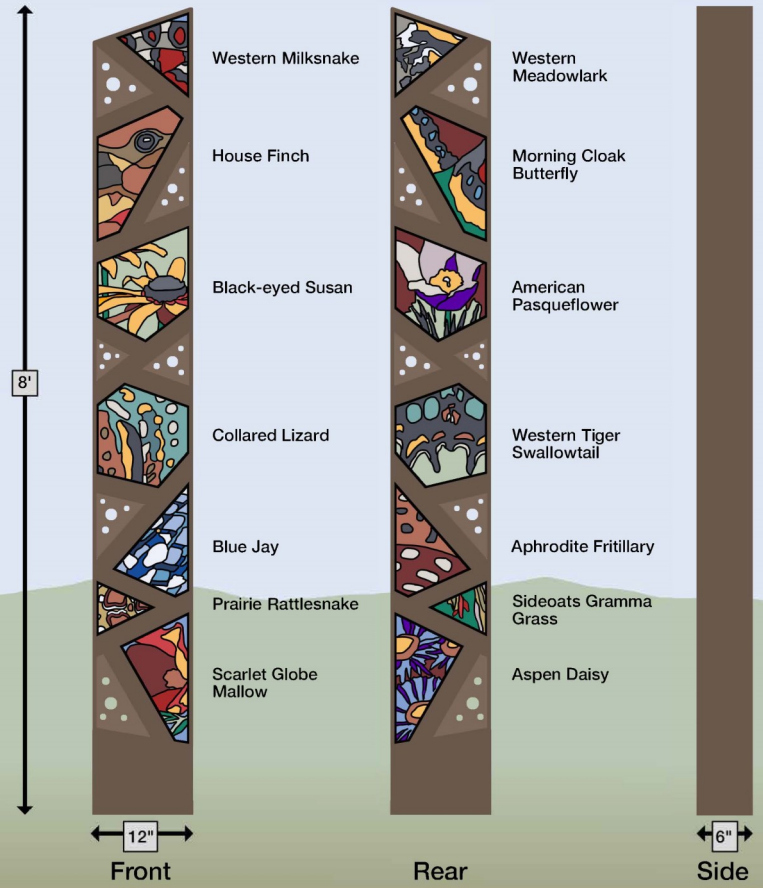 Western Milksnake
Western
Meadowlark
House Finch
Morning Cloak
Butterfly
Black-eyed Susan
American
Pasqueflower
8'
Collared Lizard
Western Tiger
Swallowtail
Blue Jay
Aphrodite Fritillary
Prairie Rattlesnake
Sideoats Gramma
Grass
Scarlet Globe
Mallow
Aspen Daisy
12"
6"
Front
Rear
Side